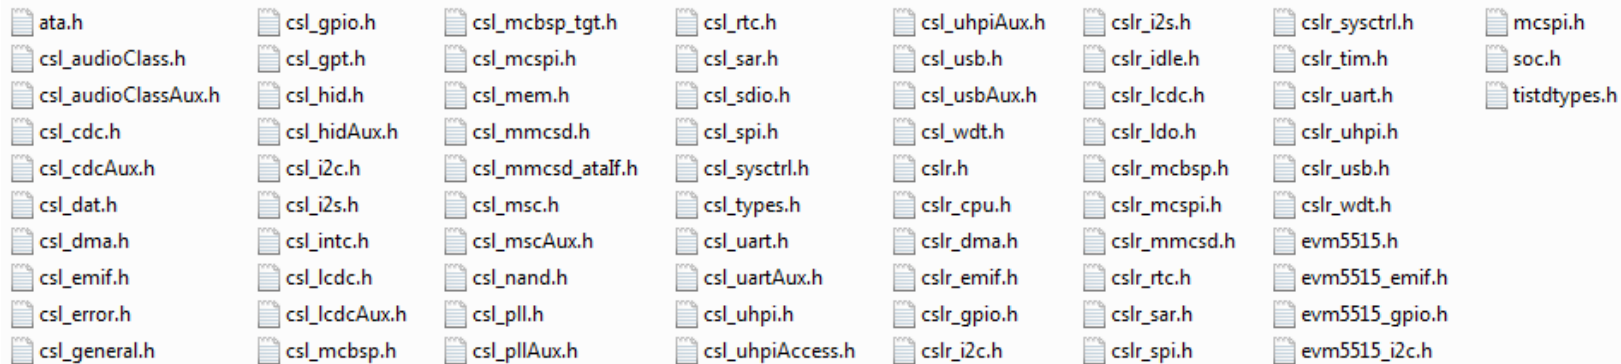 ata.h
csl_audioClass.h
csl_audioClassAux.h
csl_cdc.h
csl_cdcAux.h
csl_dat.h
csl_dma.h
csl_emif.h
csl_error.h
csl_general.h
csl_gpio.h
csl_gpt.h
csl_hid.h
csl_hidAux.h
csl_i2c.h
csl_i2s.h
csl_intc.h
csl_lcdc.h
csl_lcdcAux.h
csl_mcbsp.h
csl_mcbsp_tgt.h
csl_mcspi.h
csl_mem.h
csl_mmcsd.h
csl_mmcsd_ataIf.h
csl_msc.h
csl_mscAux.h
csl_nand.h
csl_pll.h
csl_pllAux.h
csl_rtc.h
csl_sar.h
csl_sdio.h
csl_spi.h
csl_sysctrl.h
csl_types.h
csl_uart.h
csl_uartAux.h
csl_uhpi.h
csl_uhpiAccess.h
csl_uhpiAux.h
csl_usb.h
csl_usbAux.h
csl_wdt.h
cslr.h
cslr_cpu.h
cslr_dma.h
cslr_emif.h
cslr_gpio.h
cslr_i2c.h
cslr_i2s.h
cslr_idle.h
cslr_lcdc.h
cslr_ldo.h
cslr_mcbsp.h
cslr_mcspi.h
cslr_mmcsd.h
cslr_rtc.h
cslr_sar.h
cslr_spi.h
cslr_sysctrl.h
cslr_tim.h
cslr_uart.h
cslr_uhpi.h
cslr_usb.h
cslr_wdt.h
evm5515.h
evm5515_emif.h
evm5515_gpio.h
evm5515_i2c.h
mcspi.h
soc.h
tistdtypes.h